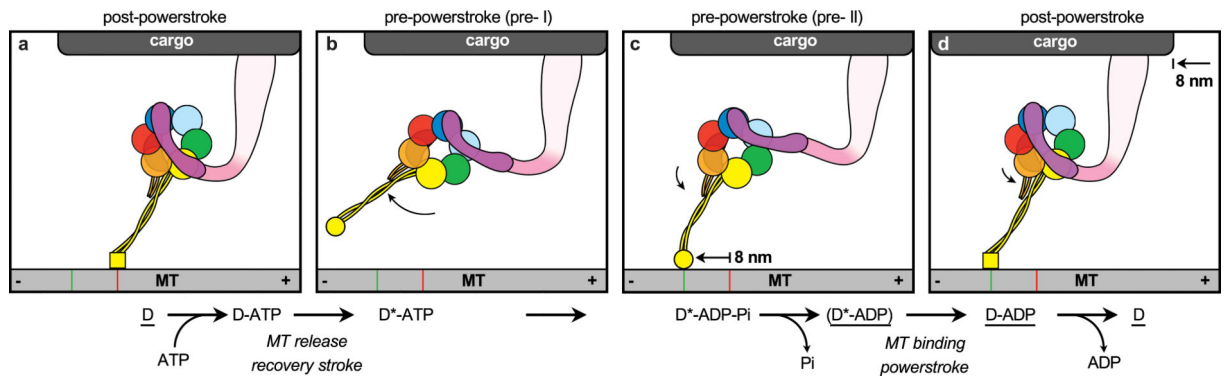 post-powerstroke
pre-powerstroke (pre- I)
pre-powerstroke (pre- II)
post-powerstroke
a
cargo
b
cargo
c
cargo
d
cargo
8 nm
8 nm
- MT +
- MT +
- MT +
- MT +
D
D-ATP
D*-ATP
D*-ADP-Pi
(D*-ADP)
D-ADP
D
ATP
MT release
recovery stroke
Pi
MT binding
powerstroke
ADP